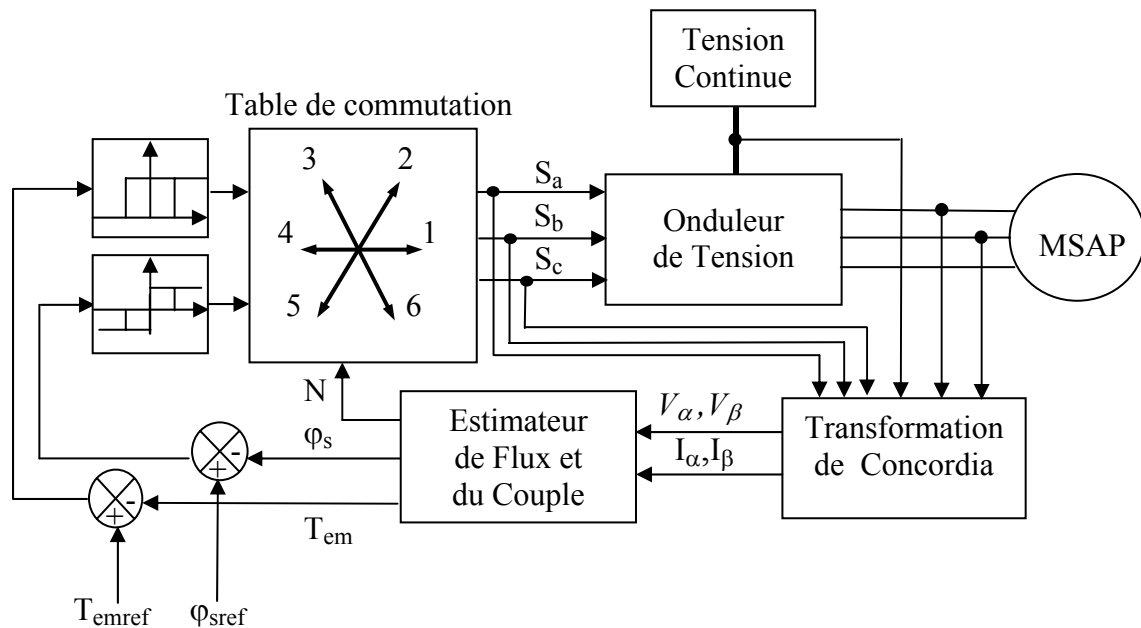 Tension
Continue
Table de commutation
3
2
4
1
5
6
Sa
Sb
Sc
Onduleur
de Tension
MSAP
N
φs
Tem
Estimateur
de Flux et
du Couple
Vα,Vβ
Iα,Iβ
Transformation
de Concordia
-
+
-
+
Temref
φsref